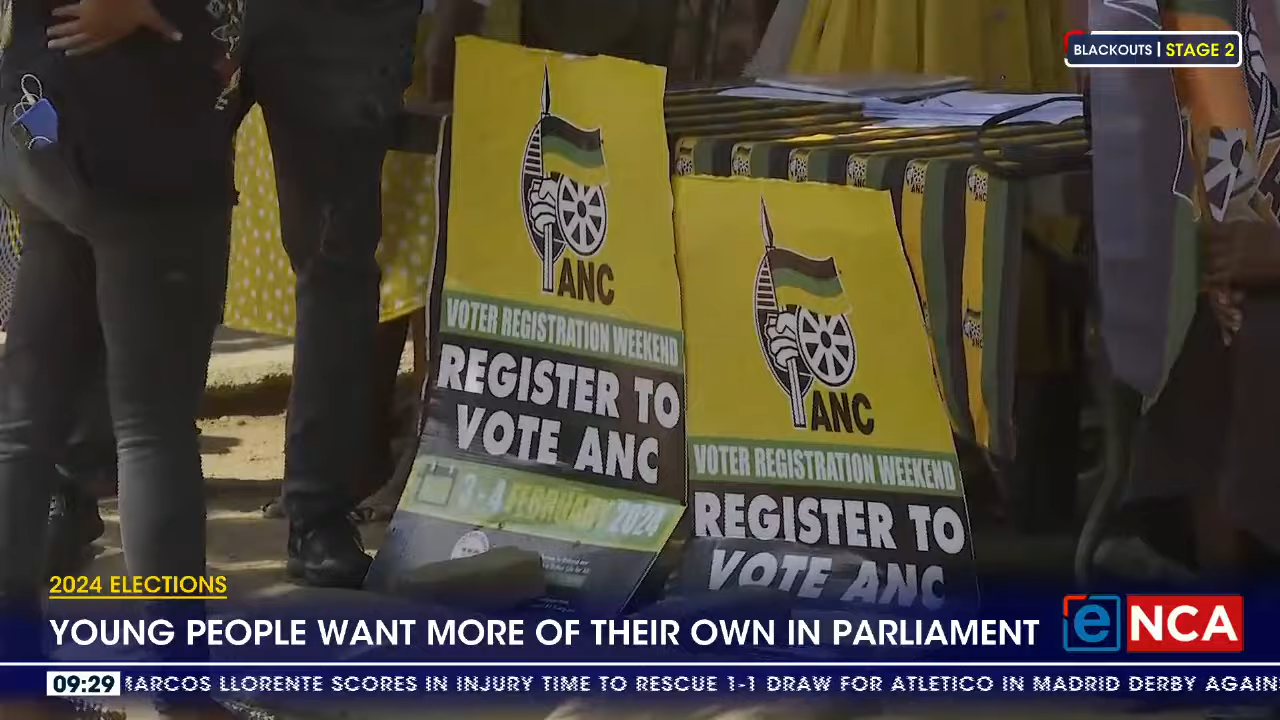 BLACKOUTS | STAGE 2
ANC
VOTER REGISTRATION WEEKEND
REGISTER TO
VOTE ANC
3 - 4 FEBRUARY 2024
ANC
VOTER REGISTRATION WEEKEND
REGISTER TO
VOTE ANC
2024 ELECTIONS
YOUNG PEOPLE WANT MORE OF THEIR OWN IN PARLIAMENT
eNCA
09:29
MARCOS LLORENTE SCORES IN INJURY TIME TO RESCUE 1-1 DRAW FOR ATLETICO IN MADRID DERBY AGAIN